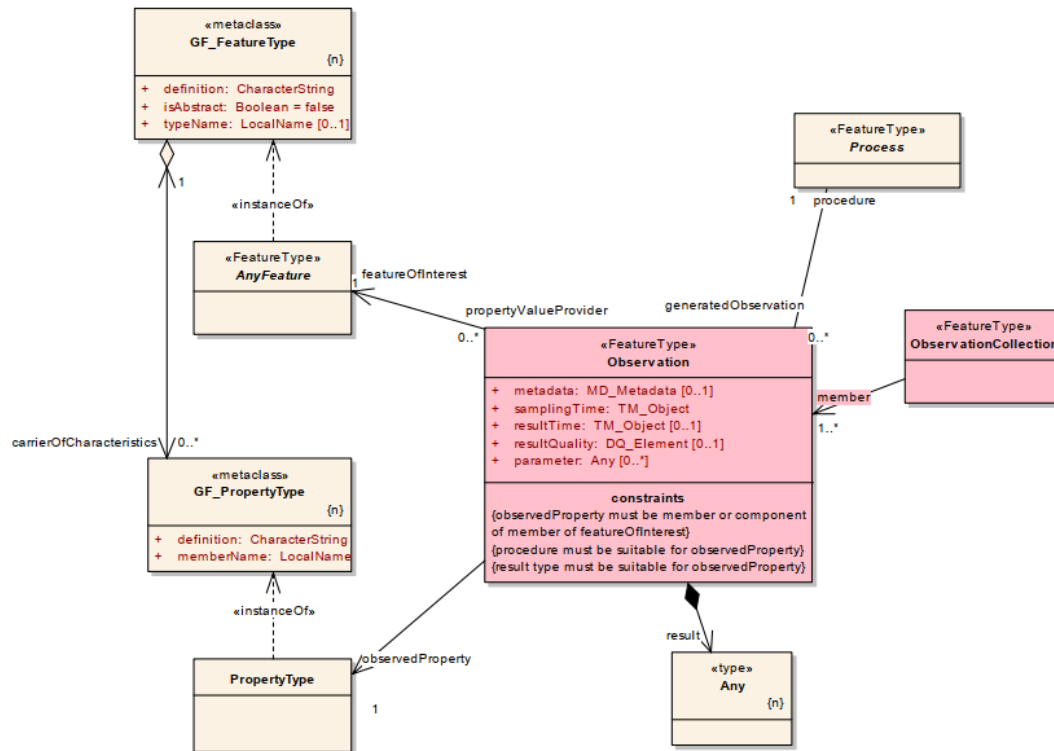 «metaclass»
GF_FeatureType
{n}
+ definition: CharacterString
+ isAbstract: Boolean = false
+ typeName: LocalName [0..1]
1
«instanceOf»
«FeatureType»
AnyFeature
featureOfInterest
1
propertyValueProvider
0..*
«FeatureType»
Process
1
procedure
generatedObservation
0..*
«FeatureType»
Observation
+ metadata: MD_Metadata [0..1]
+ samplingTime: TM_Object
+ resultTime: TM_Object [0..1]
+ resultQuality: DQ_Element [0..1]
+ parameter: Any [0..*]
constraints
{observedProperty must be member or component
of member of featureOfInterest}
{procedure must be suitable for observedProperty}
{result type must be suitable for observedProperty}
«FeatureType»
ObservationCollection
member
1..*
carrierOfCharacteristics
0..*
«metaclass»
GF_PropertyType
{n}
+ definition: CharacterString
+ memberName: LocalName
«instanceOf»
PropertyType
observedProperty
1
result
«type»
Any
{n}